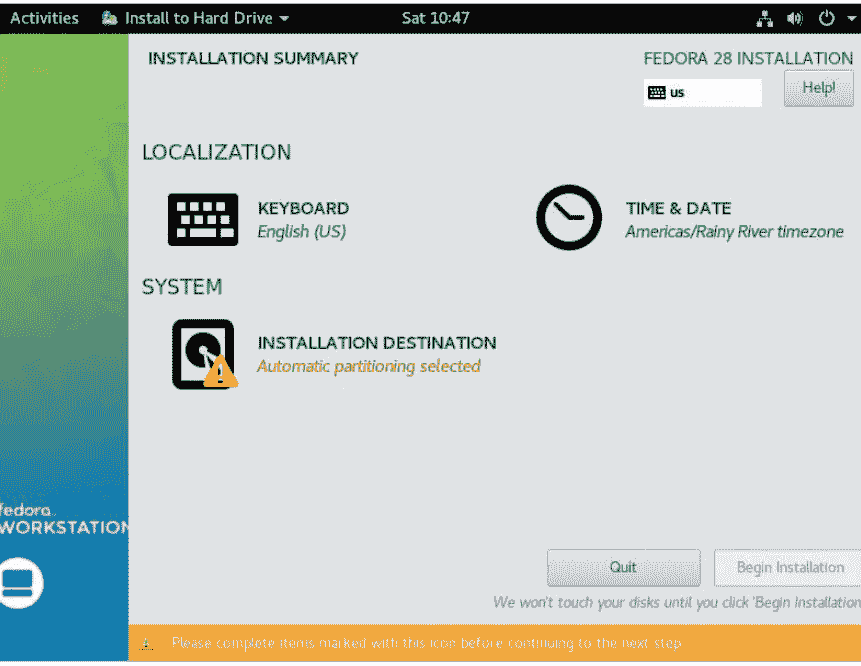 Activities Install to Hard Drive Sat 10:47
INSTALLATION SUMMARY
FEDORA 28 INSTALLATION
us
Help!
LOCALIZATION
KEYBOARD
English (US)
TIME & DATE
Americas/Rainy River timezone
SYSTEM
INSTALLATION DESTINATION
Automatic partitioning selected
fedora
WORKSTATION
Quit
Begin Installation
We won't touch your disks until you click 'Begin Installation
Please complete items marked with this icon before continuing to the next step